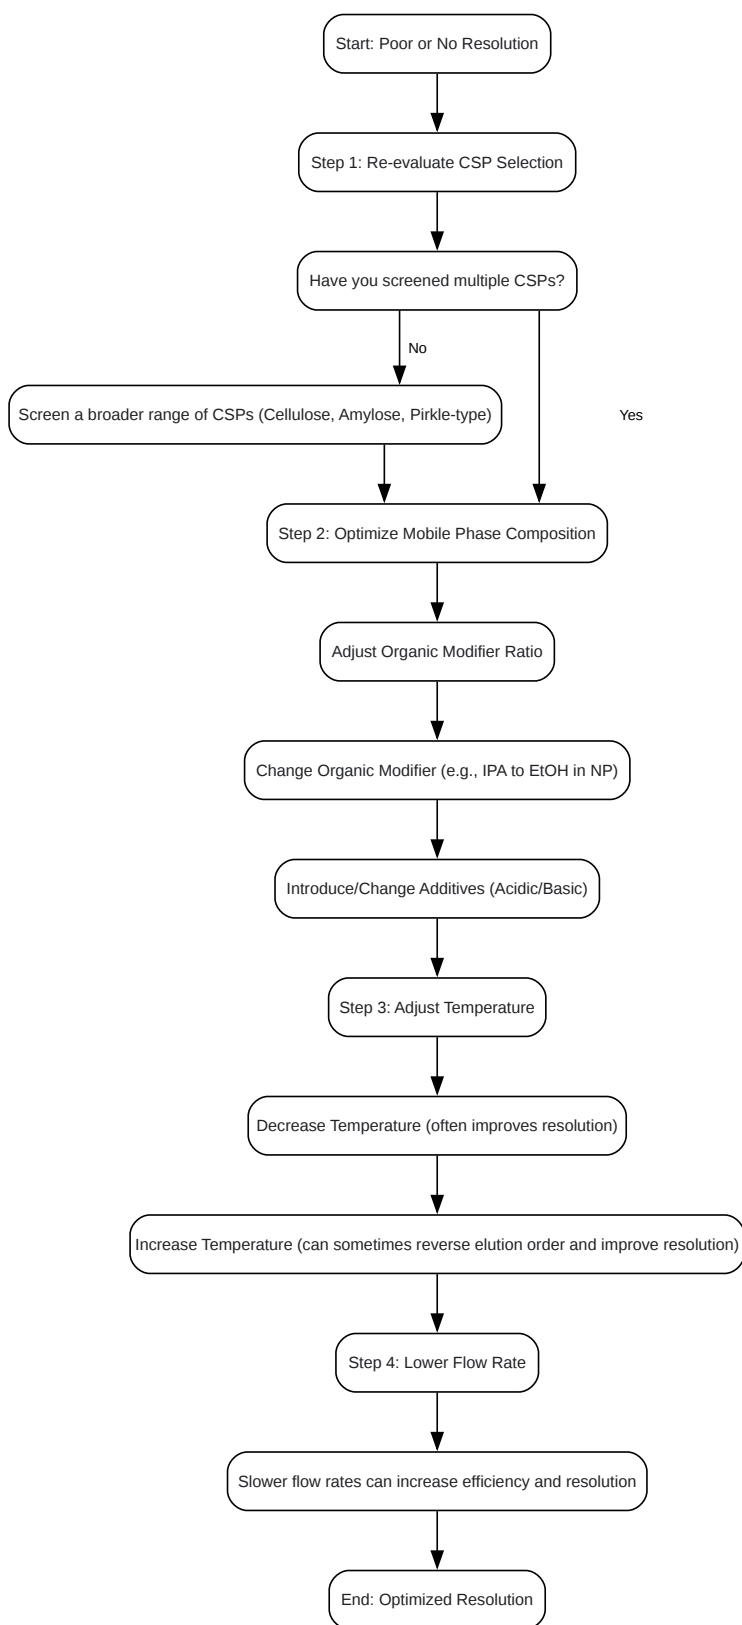 Start: Poor or No Resolution
Step 1: Re-evaluate CSP Selection
Have you screened multiple CSPs?
No
Screen a broader range of CSPs (Cellulose, Amylose, Pirkle-type)
Yes
Step 2: Optimize Mobile Phase Composition
Adjust Organic Modifier Ratio
Change Organic Modifier (e.g., IPA to EtOH in NP)
Introduce/Change Additives (Acidic/Basic)
Step 3: Adjust Temperature
Decrease Temperature (often improves resolution)
Increase Temperature (can sometimes reverse elution order and improve resolution)
Step 4: Lower Flow Rate
Slower flow rates can increase efficiency and resolution
End: Optimized Resolution